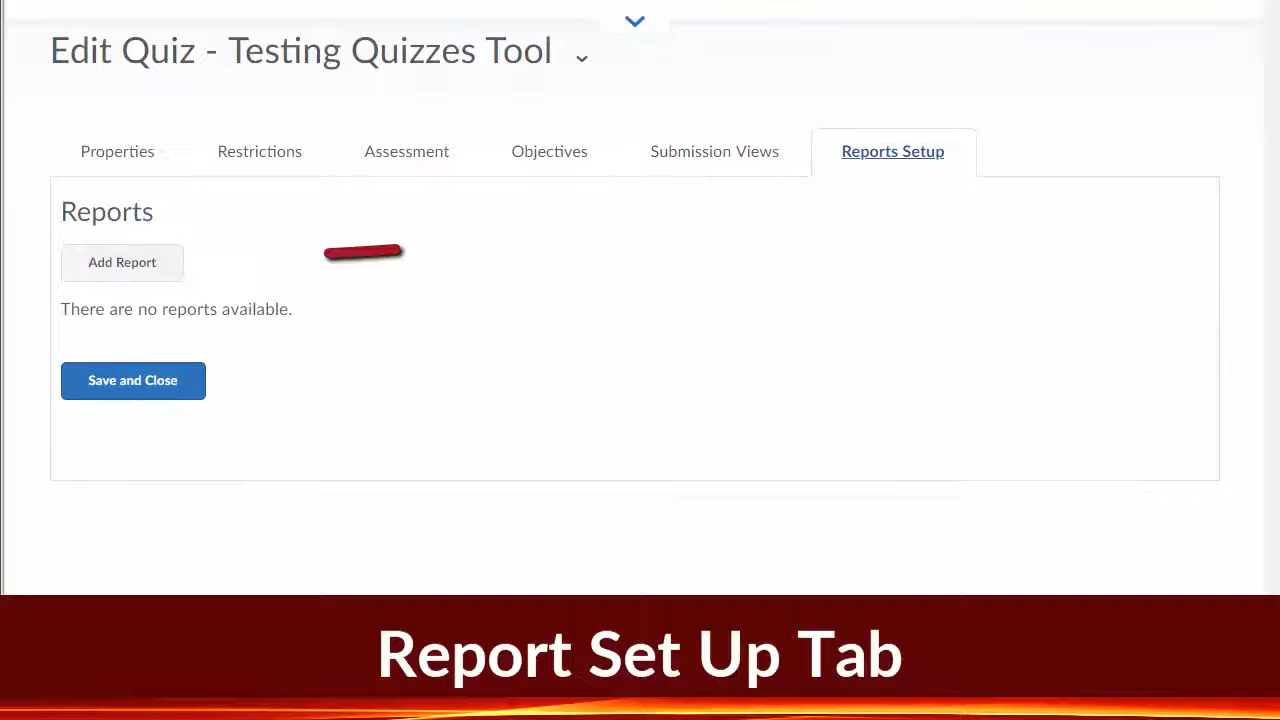 Edit Quiz - Testing Quizzes Tool
Properties Restrictions Assessment Objectives Submission Views Reports Setup
Reports
Add Report
There are no reports available.
Save and Close
Report Set Up Tab